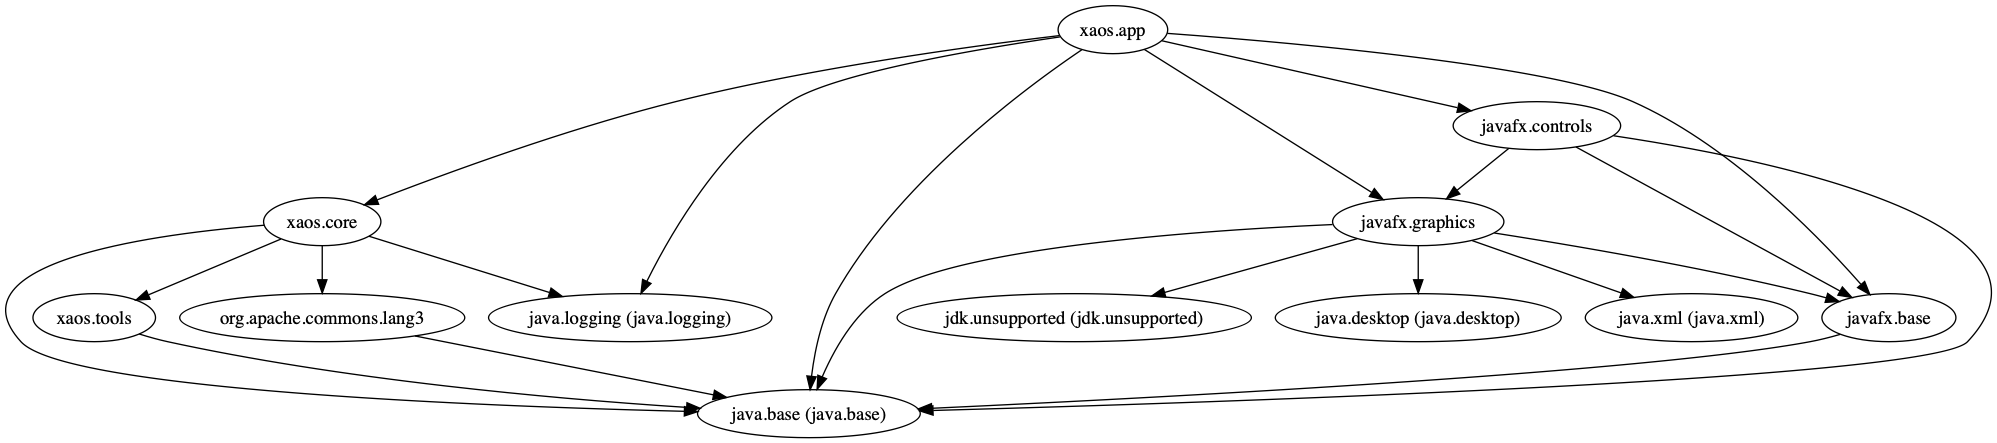 xaos.app
javafx.controls
xaos.core
javafx.graphics
xaos.tools
org.apache.commons.lang3
java.logging (java.logging)
jdk.unsupported (jdk.unsupported)
java.desktop (java.desktop)
java.xml (java.xml)
javafx.base
java.base (java.base)